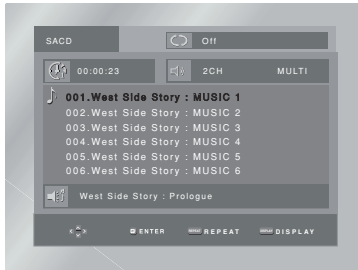 SACD
Off
00:00:23
2CH MULTI
001.West Side Story : MUSIC 1
002.West Side Story : MUSIC 2
003.West Side Story : MUSIC 3
004.West Side Story : MUSIC 4
005.West Side Story : MUSIC 5
006.West Side Story : MUSIC 6
West Side Story : Prologue
ENTER REPEAT DISPLAY